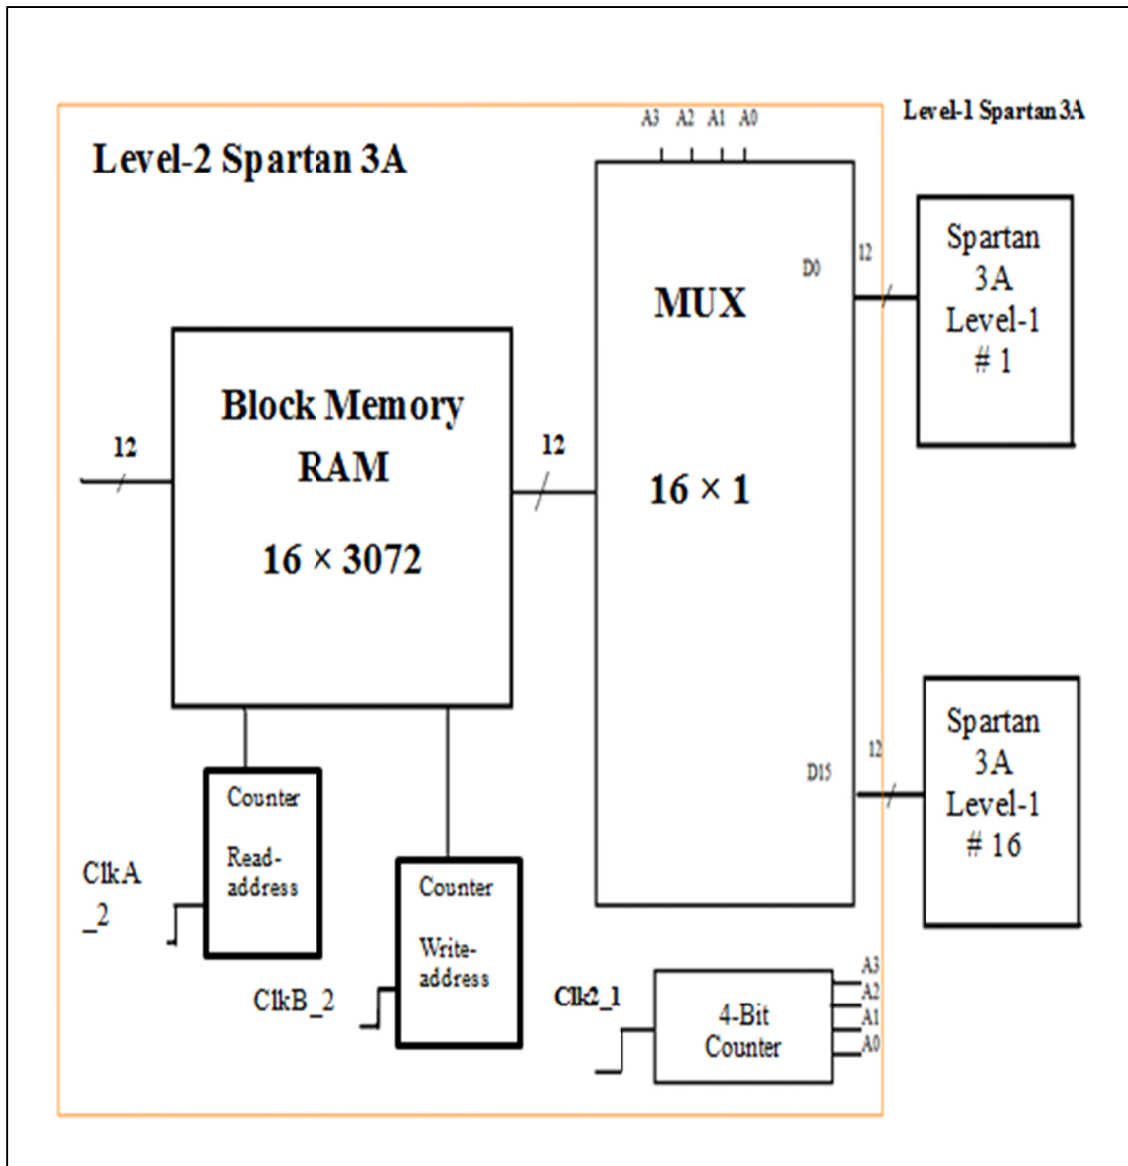 Level-1 Spartan 3A
A3 A2 A1 A0
Level-2 Spartan 3A
MUX
16 × 1
D0
D15
12
Spartan
3A
Level-1
# 1
12
Spartan
3A
Level-1
# 16
Block Memory
RAM
16 × 3072
12
12
Counter
Read-
address
ClkA
_2
Counter
Write-
address
ClkB_2
Clk2_1
4-Bit
Counter
A3
A2
A1
A0